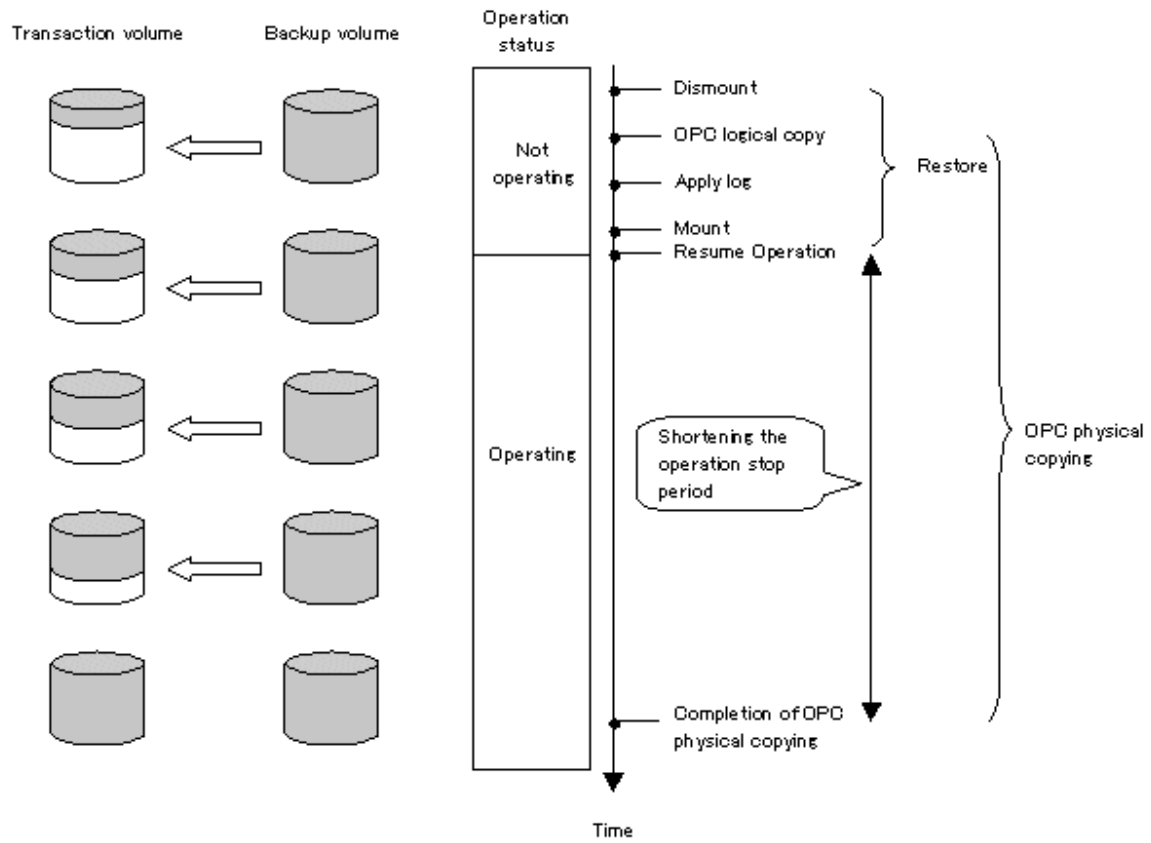 Transaction volume
Backup volume
Operation
status
Not
operating
Operating
Dismount
OPC logical copy
Apply log
Mount
Resume Operation
Restore
Shortening the
operation stop
period
OPC physical
copying
Completion of OPC
physical copying
Time